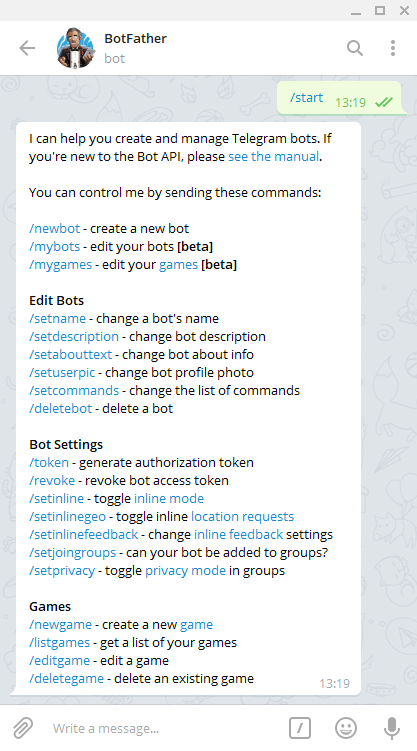 BotFather
bot
/start
13:19
I can help you create and manage Telegram bots. If
you're new to the Bot API, please see the manual.
You can control me by sending these commands:
/newbot - create a new bot
/mybots - edit your bots [beta]
/mygames - edit your games [beta]
Edit Bots
/setname - change a bot's name
/setdescription - change bot description
/setabouttext - change bot about info
/setuserpic - change bot profile photo
/setcommands - change the list of commands
/deletebot - delete a bot
Bot Settings
/token - generate authorization token
/revoke - revoke bot access token
/setinline - toggle inline mode
/setinlinegeo - toggle inline location requests
/setinlinefeedback - change inline feedback settings
/setjoingroups - can your bot be added to groups?
/setprivacy - toggle privacy mode in groups
Games
/newgame - create a new game
/listgames - get a list of your games
/editgame - edit a game
/deletegame - delete an existing game
13:19
Write a message...
/